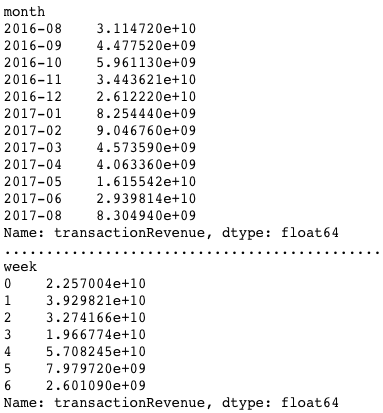 month
2016-08    3.114720e+10
2016-09    4.477520e+09
2016-10    5.961130e+09
2016-11    3.443621e+10
2016-12    2.612220e+10
2017-01    8.254440e+09
2017-02    9.046760e+09
2017-03    4.573590e+09
2017-04    4.063360e+09
2017-05    1.615542e+10
2017-06    2.939814e+10
2017-08    8.304940e+09
Name: transactionRevenue, dtype: float64
.............................................
week
0    2.257004e+10
1    3.929821e+10
2    3.274166e+10
3    1.966774e+10
4    5.708245e+10
5    7.979720e+09
6    2.601090e+09
Name: transactionRevenue, dtype: float64